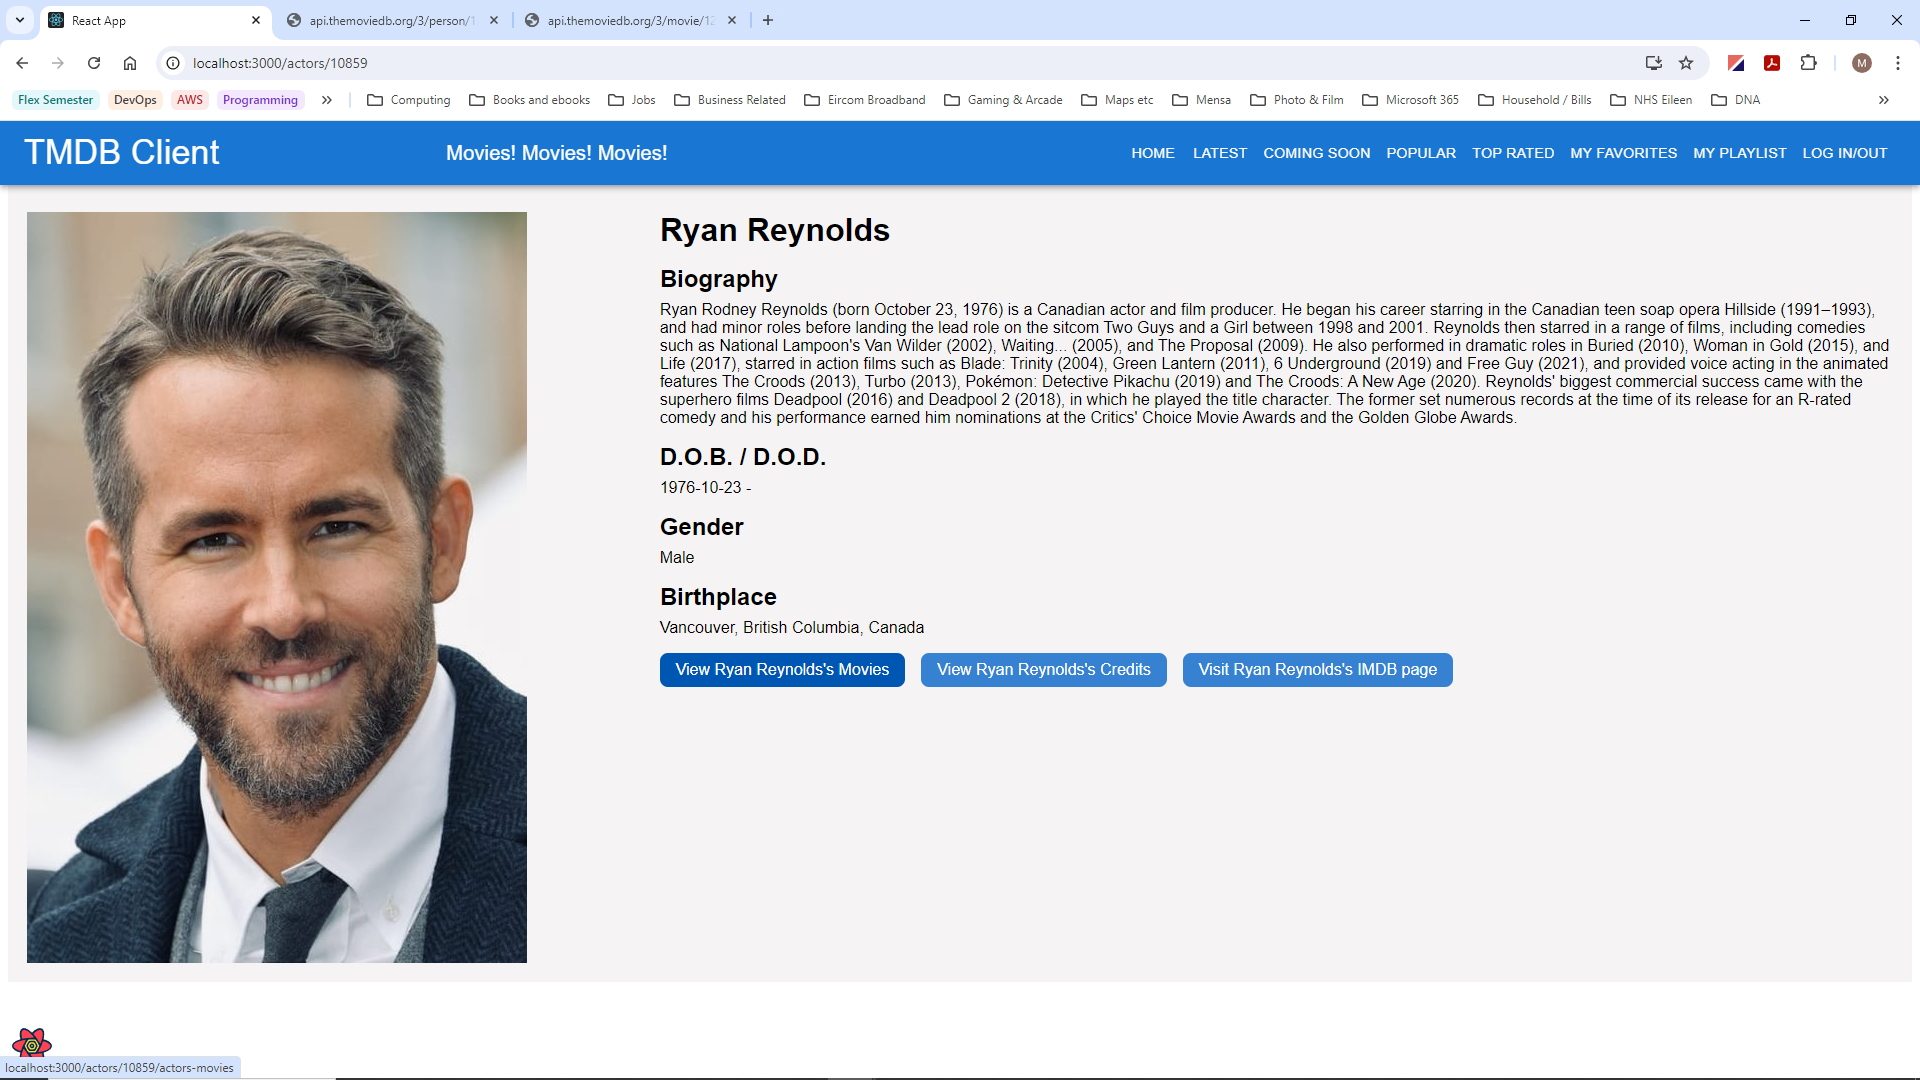 React App
api.themoviedb.org/3/person/1
api.themoviedb.org/3/movie/12
localhost:3000/actors/10859
M
Flex Semester
DevOps
AWS
Programming
Computing
Books and ebooks
Jobs
Business Related
Eircom Broadband
Gaming & Arcade
Maps etc
Mensa
Photo & Film
Microsoft 365
Household / Bills
NHS Eileen
DNA
TMDB Client
Movies! Movies! Movies!
HOME
LATEST
COMING SOON
POPULAR
TOP RATED
MY FAVORITES
MY PLAYLIST
LOG IN/OUT
Ryan Reynolds
Biography
Ryan Rodney Reynolds (born October 23, 1976) is a Canadian actor and film producer. He began his career starring in the Canadian teen soap opera Hillside (1991–1993),
and had minor roles before landing the lead role on the sitcom Two Guys and a Girl between 1998 and 2001. Reynolds then starred in a range of films, including comedies
such as National Lampoon's Van Wilder (2002), Waiting... (2005), and The Proposal (2009). He also performed in dramatic roles in Buried (2010), Woman in Gold (2015), and
Life (2017), starred in action films such as Blade: Trinity (2004), Green Lantern (2011), 6 Underground (2019) and Free Guy (2021), and provided voice acting in the animated
features The Croods (2013), Turbo (2013), Pokémon: Detective Pikachu (2019) and The Croods: A New Age (2020). Reynolds' biggest commercial success came with the
superhero films Deadpool (2016) and Deadpool 2 (2018), in which he played the title character. The former set numerous records at the time of its release for an R-rated
comedy and his performance earned him nominations at the Critics' Choice Movie Awards and the Golden Globe Awards.
D.O.B. / D.O.D.
1976-10-23 -
Gender
Male
Birthplace
Vancouver, British Columbia, Canada
View Ryan Reynolds's Movies
View Ryan Reynolds's Credits
Visit Ryan Reynolds's IMDB page
localhost:3000/actors/10859/actors-movies